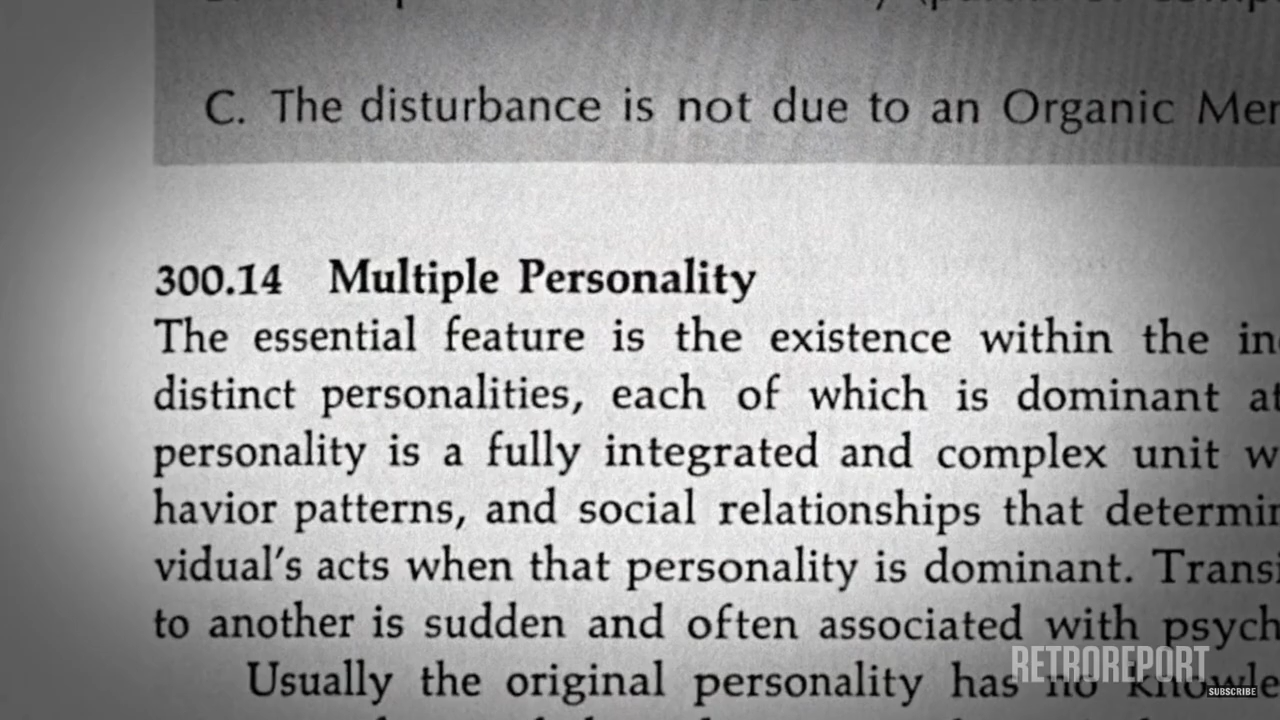 C. The disturbance is not due to an Organic
300.14 Multiple Personality
The essential feature is the existence within the
distinct personalities, each of which is dominant
personality is a fully integrated and complex unit
havior patterns, and social relationships that
vidual's acts when that personality is dominant.
to another is sudden and often associated with
Usually the original personality has no
RETROREPORT
SUBSCRIBE